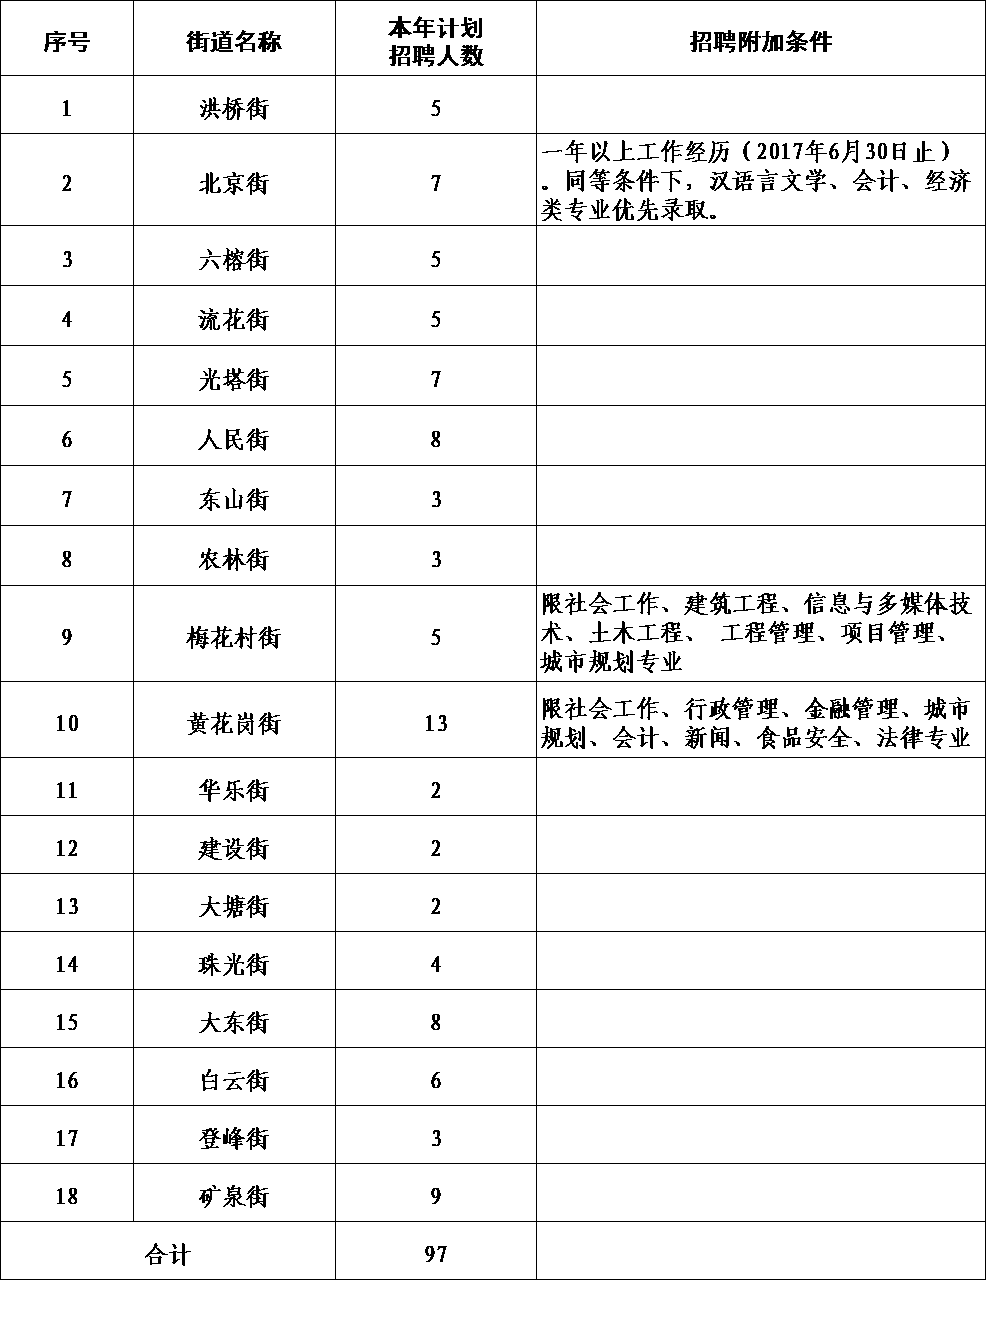 序号 街道名称 本年计划 招聘附加条件
招聘人数
1 洪桥街 5
2 北京街 7 一年以上工作经历（2017年6月30日止）
。同等条件下，汉语言文学、会计、经济
类专业优先录取。
3 六榕街 5
4 流花街 5
5 光塔街 7
6 人民街 8
7 东山街 3
8 农林街 3
9 梅花村街 5 限社会工作、建筑工程、信息与多媒体技
术、土木工程、 工程管理、项目管理、
城市规划专业
10 黄花岗街 13 限社会工作、行政管理、金融管理、城市
规划、会计、新闻、食品安全、法律专业
11 华乐街 2
12 建设街 2
13 大塘街 2
14 珠光街 4
15 大东街 8
16 白云街 6
17 登峰街 3
18 矿泉街 9
合计 97